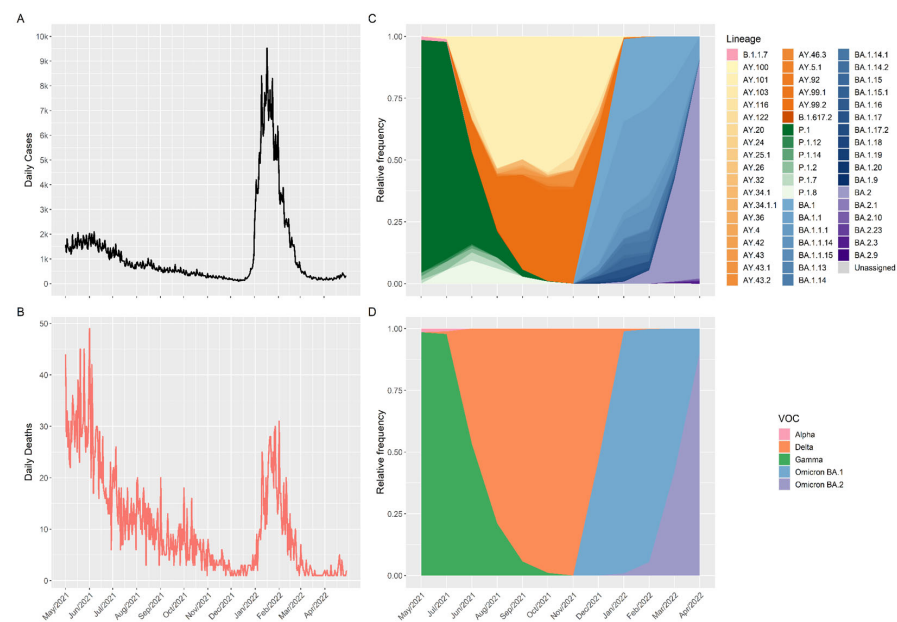 A
Daily Cases
10k
9k
8k
7k
6k
5k
4k
3k
2k
1k
0
B
Daily Deaths
50
40
30
20
10
0
May/2021
Jun/2021
Jul/2021
Aug/2021
Sep/2021
Oct/2021
Nov/2021
Dec/2021
Jan/2022
Feb/2022
Mar/2022
Apr/2022
C
Relative frequency
1.00
0.75
0.50
0.25
0.00
D
Relative frequency
1.00
0.75
0.50
0.25
0.00
May/2021
Jul/2021
Jun/2021
Aug/2021
Sep/2021
Oct/2021
Nov/2021
Dec/2021
Jan/2022
Feb/2022
Mar/2022
Apr/2022
Lineage
B.1.1.7
AY.100
AY.101
AY.103
AY.116
AY.122
AY.20
AY.24
AY.25.1
AY.26
AY.32
AY.34.1
AY.34.1.1
AY.36
AY.4
AY.42
AY.43
AY.43.1
AY.43.2
AY.46.3
AY.5.1
AY.92
AY.99.1
AY.99.2
B.1.617.2
P.1
P.1.12
P.1.14
P.1.2
P.1.7
P.1.8
BA.1
BA.1.1
BA.1.1.1
BA.1.1.14
BA.1.1.15
BA.1.13
BA.1.14
BA.1.14.1
BA.1.14.2
BA.1.15
BA.1.15.1
BA.1.16
BA.1.17
BA.1.17.2
BA.1.18
BA.1.19
BA.1.20
BA.1.9
BA.2
BA.2.1
BA.2.10
BA.2.23
BA.2.3
BA.2.9
Unassigned
VOC
Alpha
Delta
Gamma
Omicron BA.1
Omicron BA.2